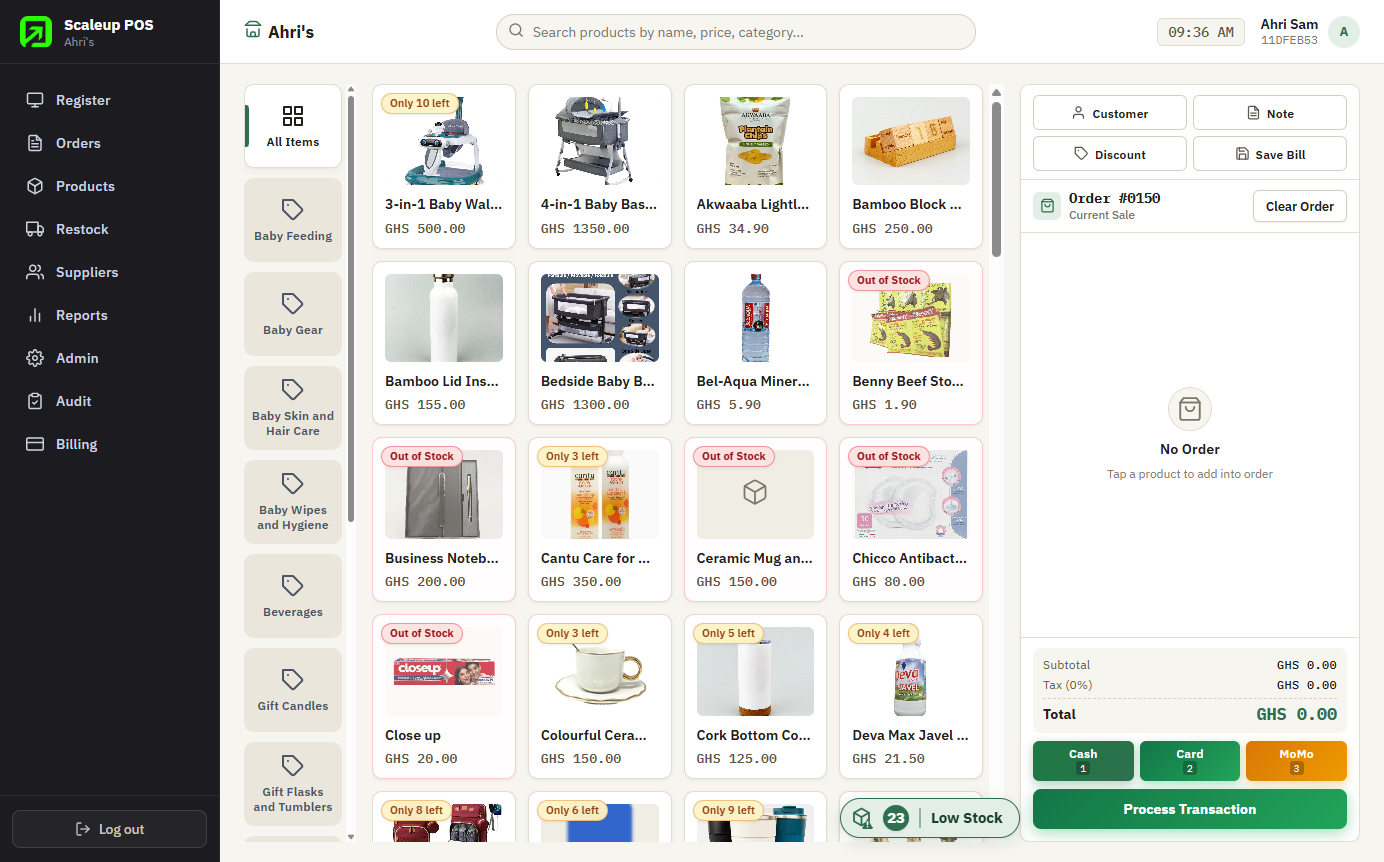 Scaleup POS
Ahri's
Register
Orders
Products
Restock
Suppliers
Reports
Admin
Audit
Billing
Log out
Ahri's
Search products by name, price, category...
09:36 AM
Ahri Sam
11DFEB53
A
All Items
Baby Feeding
Baby Gear
Baby Skin and
Hair Care
Baby Wipes
and Hygiene
Beverages
Gift Candles
Gift Flasks
and Tumblers
Only 10 left
3-in-1 Baby Wal...
GHS 500.00
4-in-1 Baby Bas...
GHS 1350.00
AKWAABA
Plantain
Chips
Akwaaba Lightl...
GHS 34.90
Bamboo Block ...
GHS 250.00
Bamboo Lid Ins...
GHS 155.00
Bedside Baby B...
GHS 1300.00
Bel-Aqua Miner...
GHS 5.90
Out of Stock
Benny Beef Sto...
GHS 1.90
Out of Stock
Business Noteb...
GHS 200.00
Only 3 left
cantu
cantu
Cantu Care for ...
GHS 350.00
Out of Stock
Ceramic Mug an...
GHS 150.00
Out of Stock
30
Chicco Antibact...
GHS 80.00
Out of Stock
closeup
Close up
GHS 20.00
Only 3 left
Colourful Cera...
GHS 150.00
Only 5 left
Cork Bottom Co...
GHS 125.00
Only 4 left
Deva
JAVEL
Deva Max Javel ...
GHS 21.50
Only 8 left
Only 6 left
Only 9 left
23
Low Stock
Customer
Note
Discount
Save Bill
Order #0150
Current Sale
Clear Order
No Order
Tap a product to add into order
Subtotal
GHS 0.00
Tax (0%)
GHS 0.00
Total
GHS 0.00
Cash
1
Card
2
MoMo
3
Process Transaction